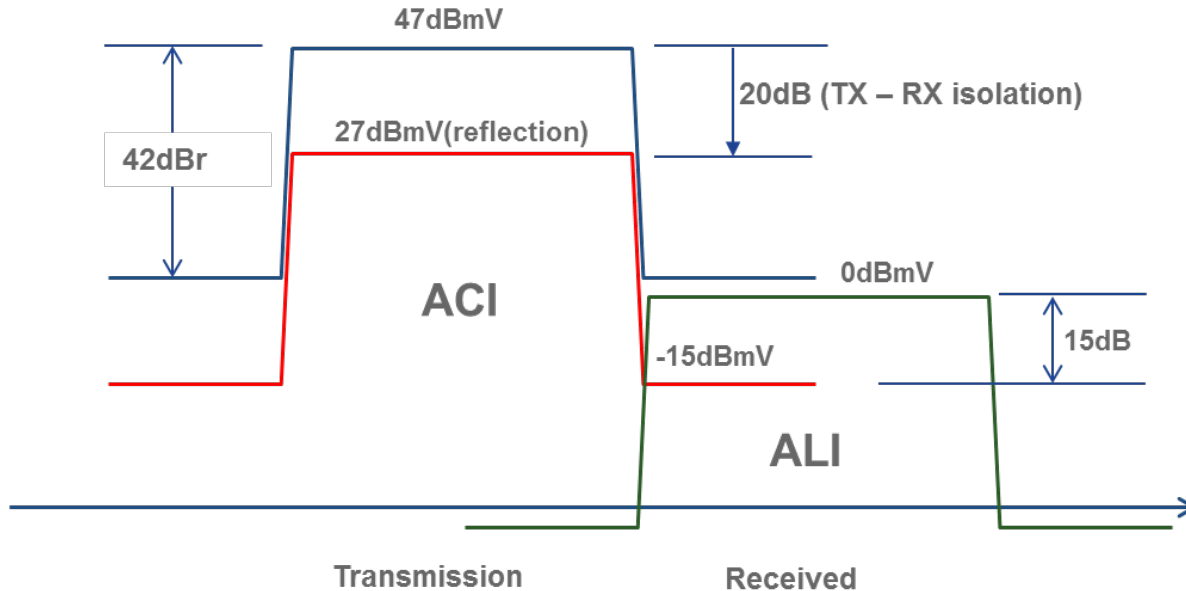 47dBmV
20dB (TX – RX isolation)
27dBmV(reflection)
42dBr
0dBmV
ACI
15dB
-15dBmV
ALI
Transmission
Received